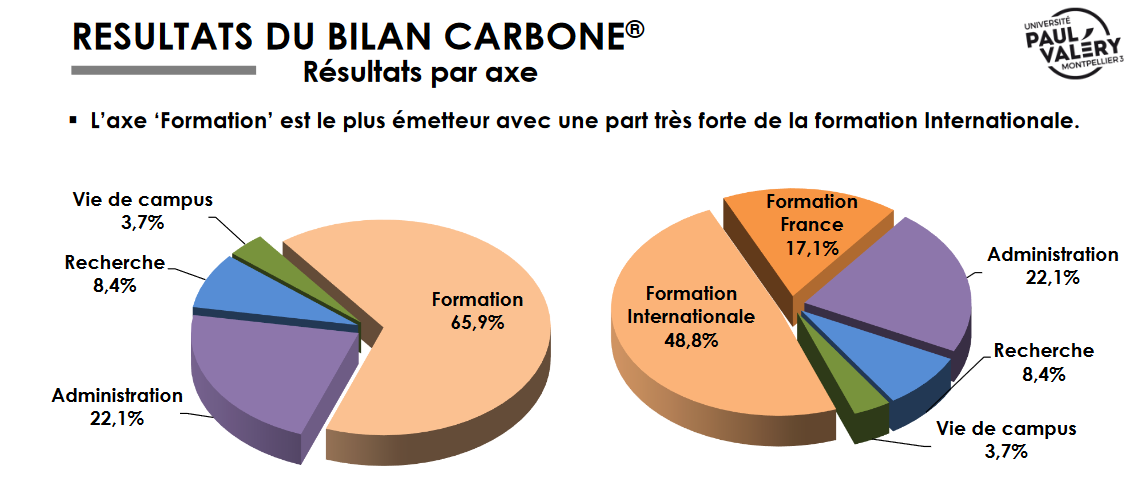 RESULTATS DU BILAN CARBONE®
Résultats par axe
UNIVERSITÉ
PAUL
VALÉRY
MONTPELLIER 3
▪ L’axe ‘Formation’ est le plus émetteur avec une part très forte de la formation Internationale.
Vie de campus
3,7%
Recherche
8,4%
Administration
22,1%
Formation
65,9%
Formation
France
17,1%
Formation
Internationale
48,8%
Administration
22,1%
Recherche
8,4%
Vie de campus
3,7%